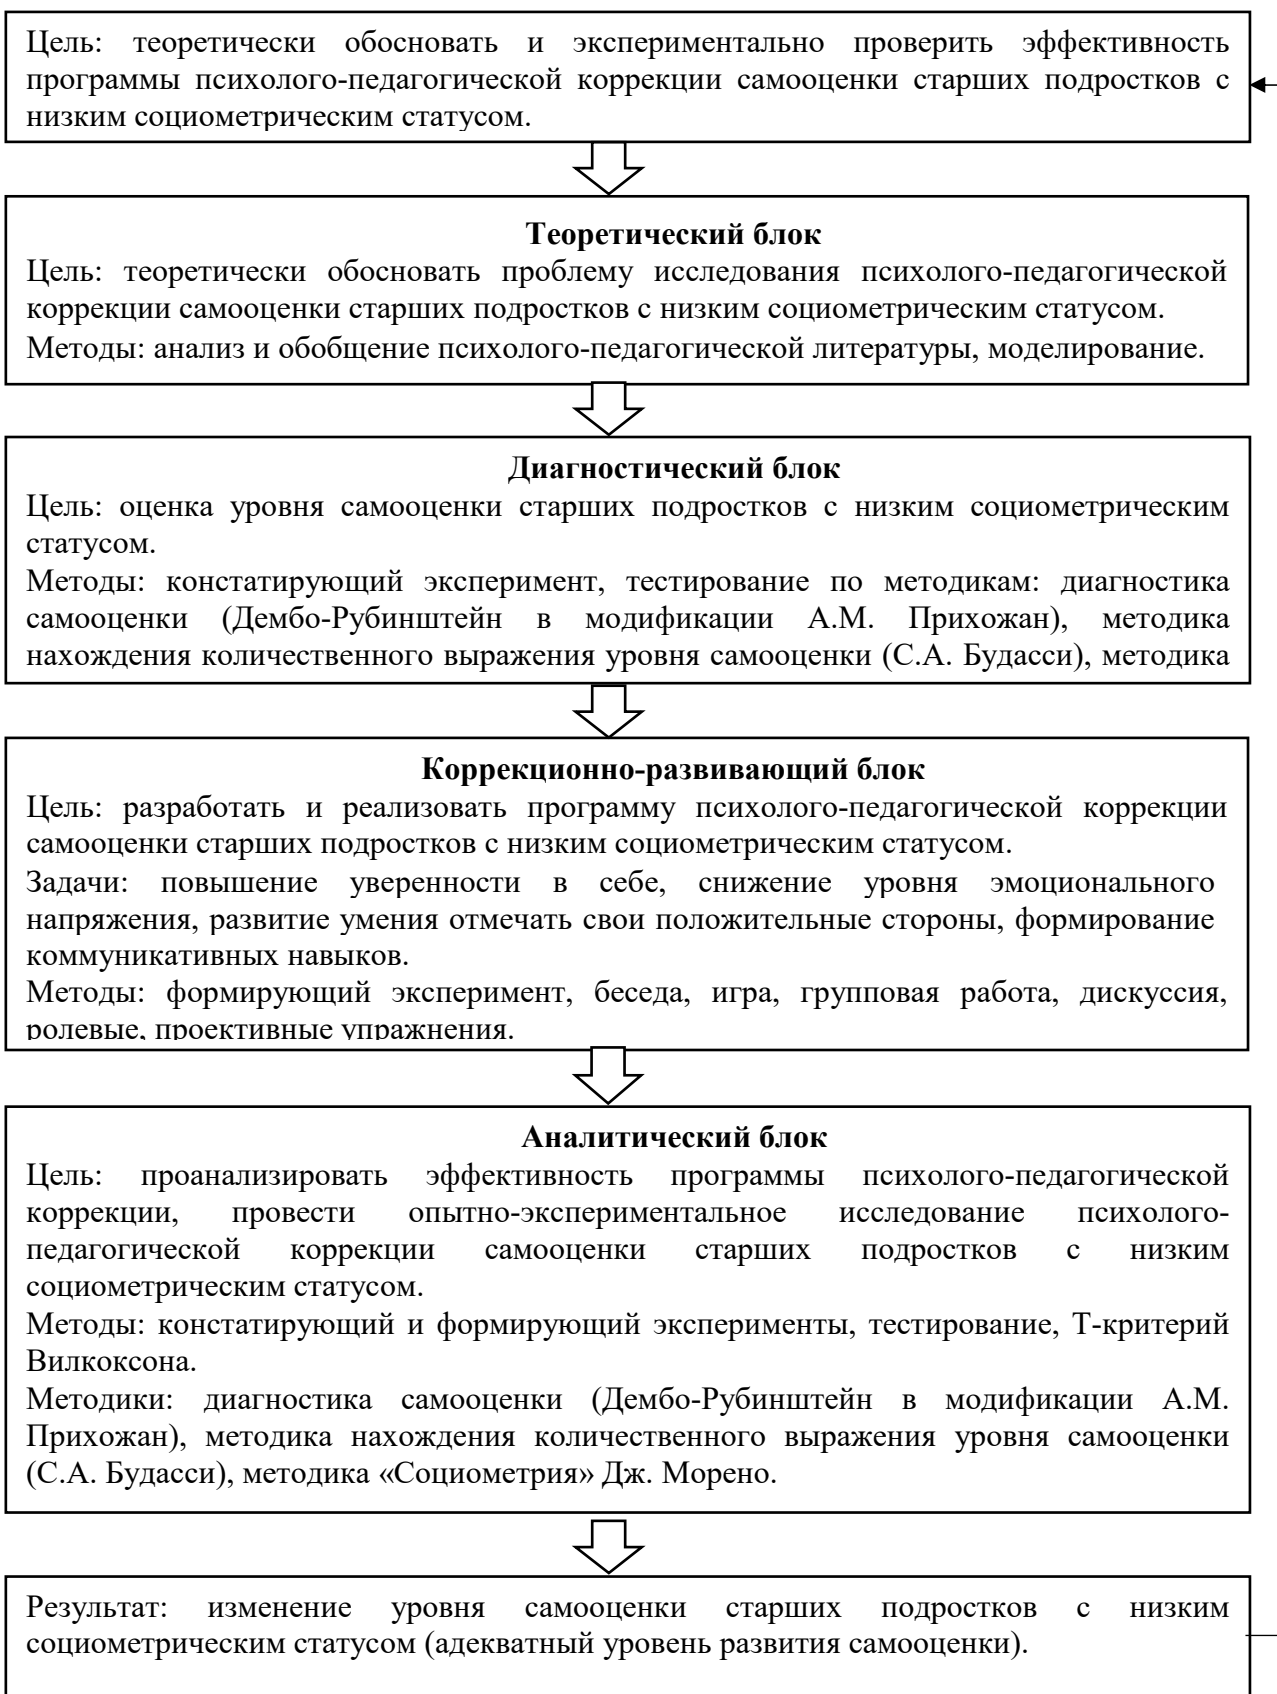 Цель: теоретически обосновать и экспериментально проверить эффективность
программы психолого-педагогической коррекции самооценки старших подростков с
низким социометрическим статусом.
Теоретический блок
Цель: теоретически обосновать проблему исследования психолого-педагогической
коррекции самооценки старших подростков с низким социометрическим статусом.
Методы: анализ и обобщение психолого-педагогической литературы, моделирование.
Диагностический блок
Цель: оценка уровня самооценки старших подростков с низким социометрическим
статусом.
Методы: констатирующий эксперимент, тестирование по методикам: диагностика
самооценки (Дембо-Рубинштейн в модификации А.М. Прихожан), методика
нахождения количественного выражения уровня самооценки (С.А. Будасси), методика
Коррекционно-развивающий блок
Цель: разработать и реализовать программу психолого-педагогической коррекции
самооценки старших подростков с низким социометрическим статусом.
Задачи: повышение уверенности в себе, снижение уровня эмоционального
напряжения, развитие умения отмечать свои положительные стороны, формирование
коммуникативных навыков.
Методы: формирующий эксперимент, беседа, игра, групповая работа, дискуссия,
ролевые, проективные упражнения.
Аналитический блок
Цель: проанализировать эффективность программы психолого-педагогической
коррекции, провести опытно-экспериментальное исследование психолого-
педагогической коррекции самооценки старших подростков с низким
социометрическим статусом.
Методы: констатирующий и формирующий эксперименты, тестирование, Т-критерий
Вилкоксона.
Методики: диагностика самооценки (Дембо-Рубинштейн в модификации А.М.
Прихожан), методика нахождения количественного выражения уровня самооценки
(С.А. Будасси), методика «Социометрия» Дж. Морено.
Результат: изменение уровня самооценки старших подростков с низким
социометрическим статусом (адекватный уровень развития самооценки).